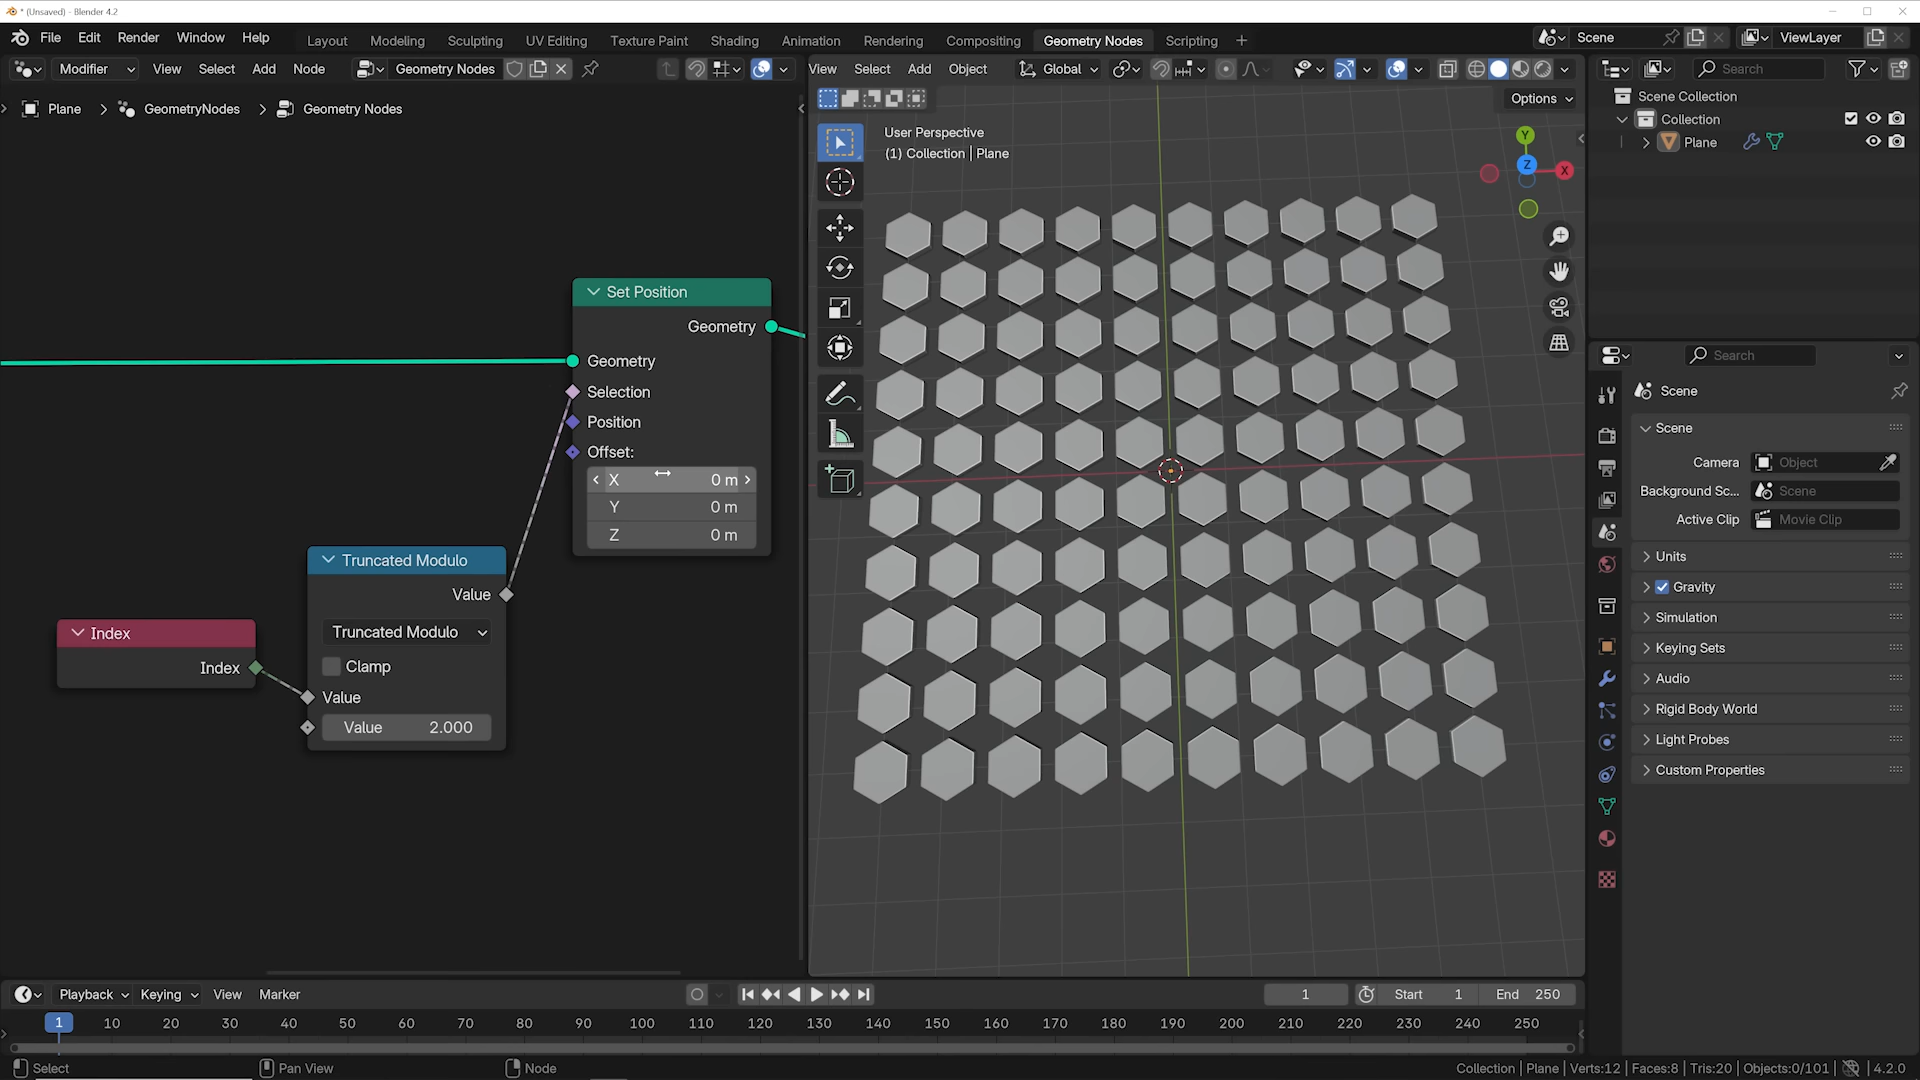 * (Unsaved) - Blender 4.2
File Edit Render Window Help
Layout Modeling Sculpting UV Editing Texture Paint Shading Animation Rendering Compositing Geometry Nodes Scripting +
Scene
ViewLayer
Modifier View Select Add Node Geometry Nodes
View Select Add Object Global
Search
Plane > GeometryNodes > Geometry Nodes
Options
User Perspective
(1) Collection | Plane
Y
Z
X
Scene Collection
Collection
Plane
Set Position
Geometry
Geometry
Selection
Position
Offset:
X 0 m
Y 0 m
Z 0 m
Truncated Modulo
Value
Truncated Modulo
Clamp
Value
Value 2.000
Index
Index
Search
Scene
Scene
Camera Object
Background Sc... Scene
Active Clip Movie Clip
Units
Gravity
Simulation
Keying Sets
Audio
Rigid Body World
Light Probes
Custom Properties
Playback Keying View Marker
1 Start 1 End 250
1 10 20 30 40 50 60 70 80 90 100 110 120 130 140 150 160 170 180 190 200 210 220 230 240 250
Select Pan View Node
Collection | Plane | Verts:12 | Faces:8 | Tris:20 | Objects:0/101 | 4.2.0